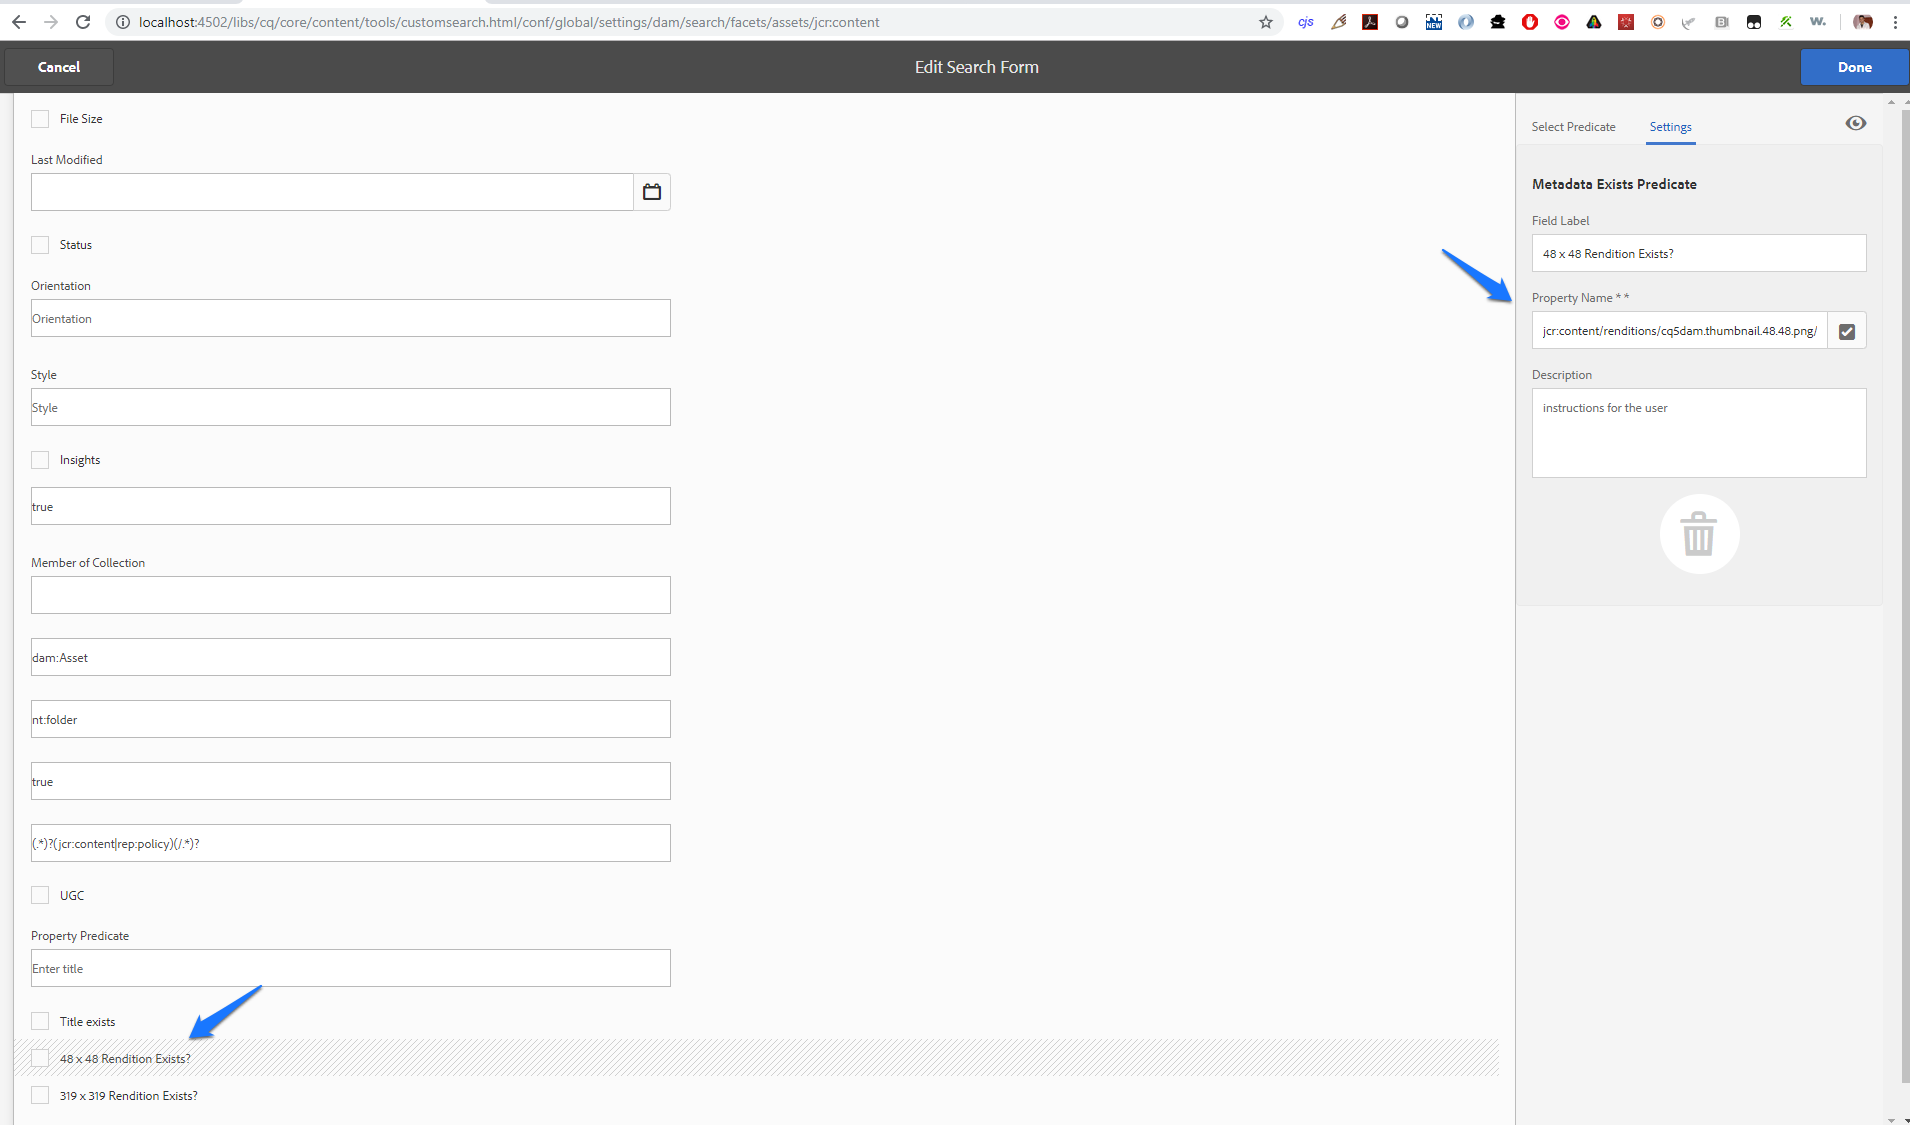 localhost:4502/libs/cq/core/content/tools/customsearch.html/conf/global/settings/dam/search/facets/assets/jcr:content
cjs
NEW
w.
Cancel
Edit Search Form
Done
File Size
Last Modified
Status
Orientation
Orientation
Style
Style
Insights
true
Member of Collection
dam:Asset
nt:folder
true
(.*)?(jcr:content|rep:policy)(/.*)?
UGC
Property Predicate
Enter title
Title exists
48 x 48 Rendition Exists?
319 x 319 Rendition Exists?
Select Predicate
Settings
Metadata Exists Predicate
Field Label
48 x 48 Rendition Exists?
Property Name * *
jcr:content/renditions/cq5dam.thumbnail.48.48.png/
Description
instructions for the user